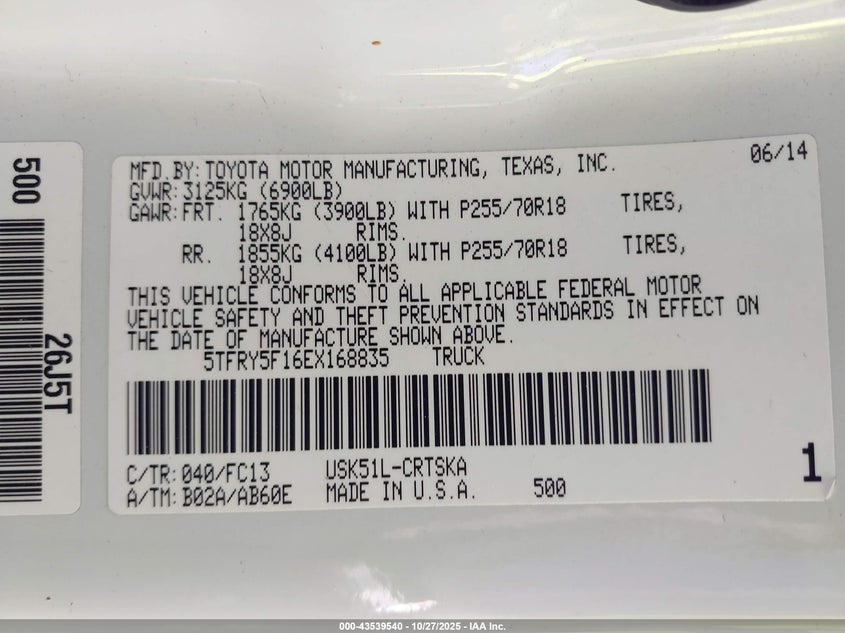 500
26J5T
MFD.BY: TOYOTA MOTOR MANUFACTURING, TEXAS, INC. 06/14
GVWR: 3125KG (6900LB)
GAWR: FRT. 1765KG (3900LB) WITH P255/70R18 TIRES,
18X8J RIMS.
RR. 1855KG (4100LB) WITH P255/70R18 TIRES,
18X8J RIMS.
THIS VEHICLE CONFORMS TO ALL APPLICABLE FEDERAL MOTOR
VEHICLE SAFETY AND THEFT PREVENTION STANDARDS IN EFFECT ON
THE DATE OF MANUFACTURE SHOWN ABOVE.
5TFRY5F16EX168835 TRUCK
C/TR: 040/FC13 USK51L-CRTSKA
A/TM: B02A/AB60E MADE IN U.S.A. 500
1
000-43539540 - 10/27/2025 - IAA Inc.